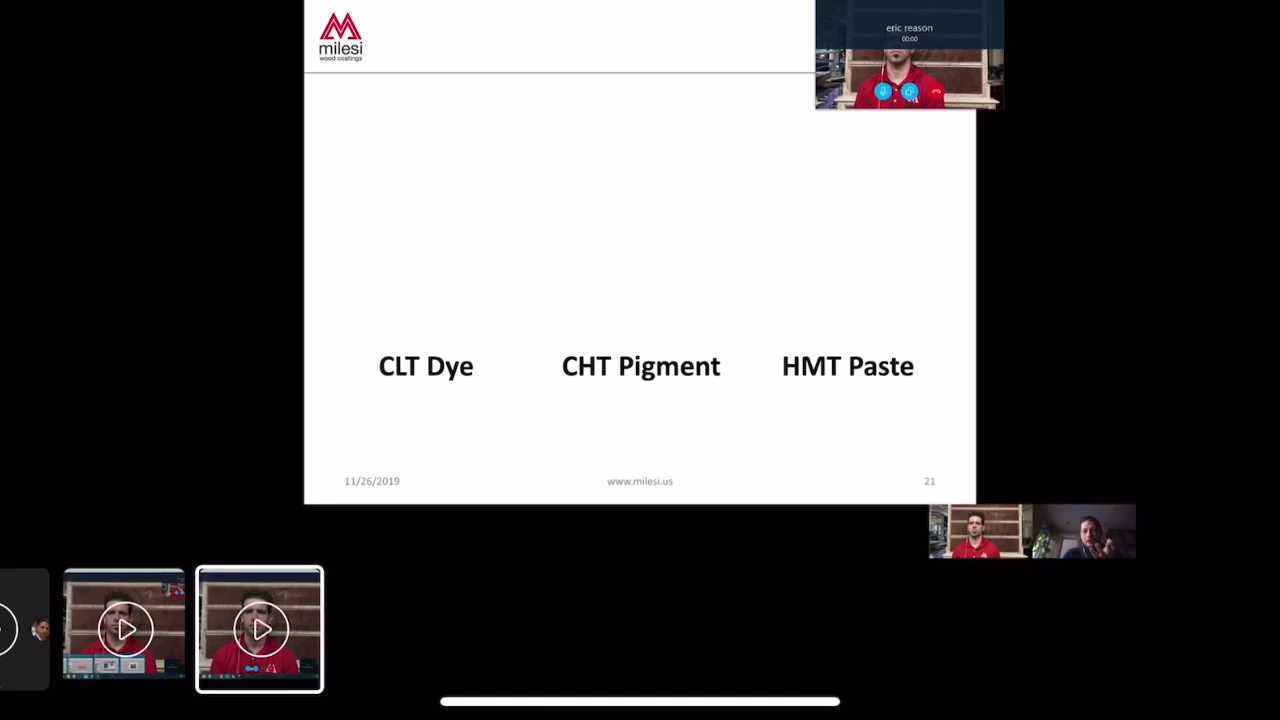 milesi
wood coatings
eric reason
00:00
CLT Dye
CHT Pigment
HMT Paste
11/26/2019
www.milesi.us
21